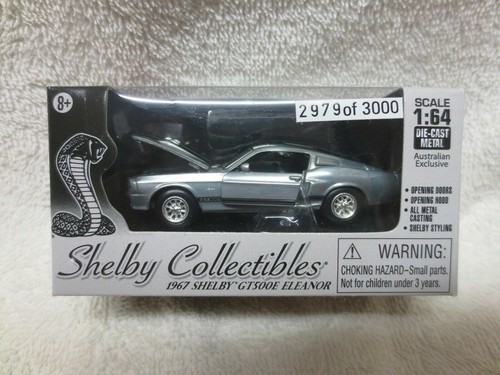 8+
2979 of 3000
SCALE
1:64
DIE-CAST
METAL
Australian
Exclusive
• OPENING DOORS
• OPENING HOOD
• ALL METAL
CASTING
• SHELBY STYLING
Shelby Collectibles®
1967 SHELBY® GT500E ELEANOR
WARNING:
CHOKING HAZARD–Small parts.
Not for children under 3 years.